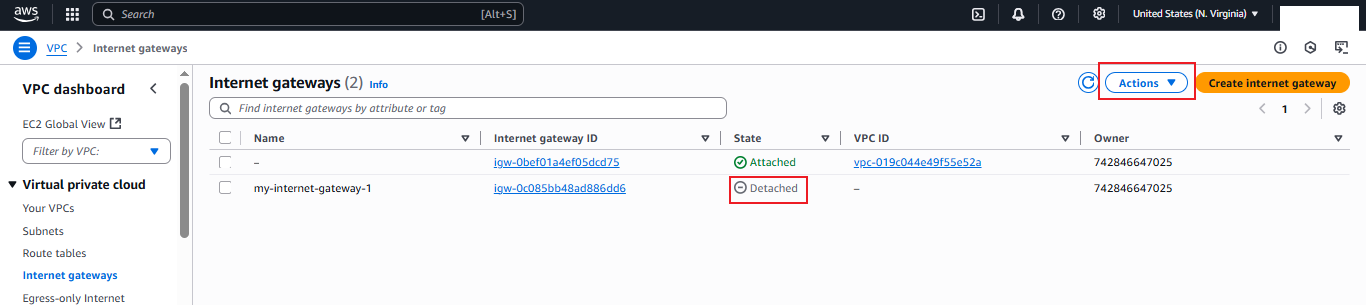 aws Search [Alt+S] United States (N. Virginia)
VPC > Internet gateways
VPC dashboard
EC2 Global View
Filter by VPC:
Virtual private cloud
Your VPCs
Subnets
Route tables
Internet gateways
Egress-only Internet
Internet gateways (2) Info Actions Create internet gateway
Find internet gateways by attribute or tag 1
Name Internet gateway ID State VPC ID Owner
– igw-0bef01a4ef05dcd75 Attached vpc-019c044e49f55e52a 742846647025
my-internet-gateway-1 igw-0c085bb48ad886dd6 Detached – 742846647025